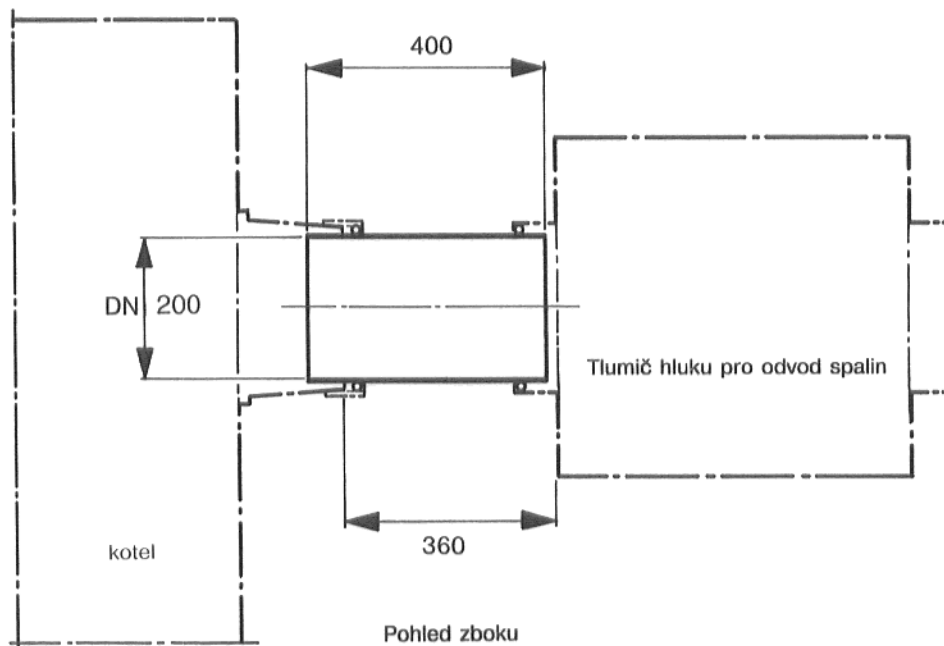 400
DN 200
Tlumič hluku pro odvod spalin
360
kotel
Pohled zboku